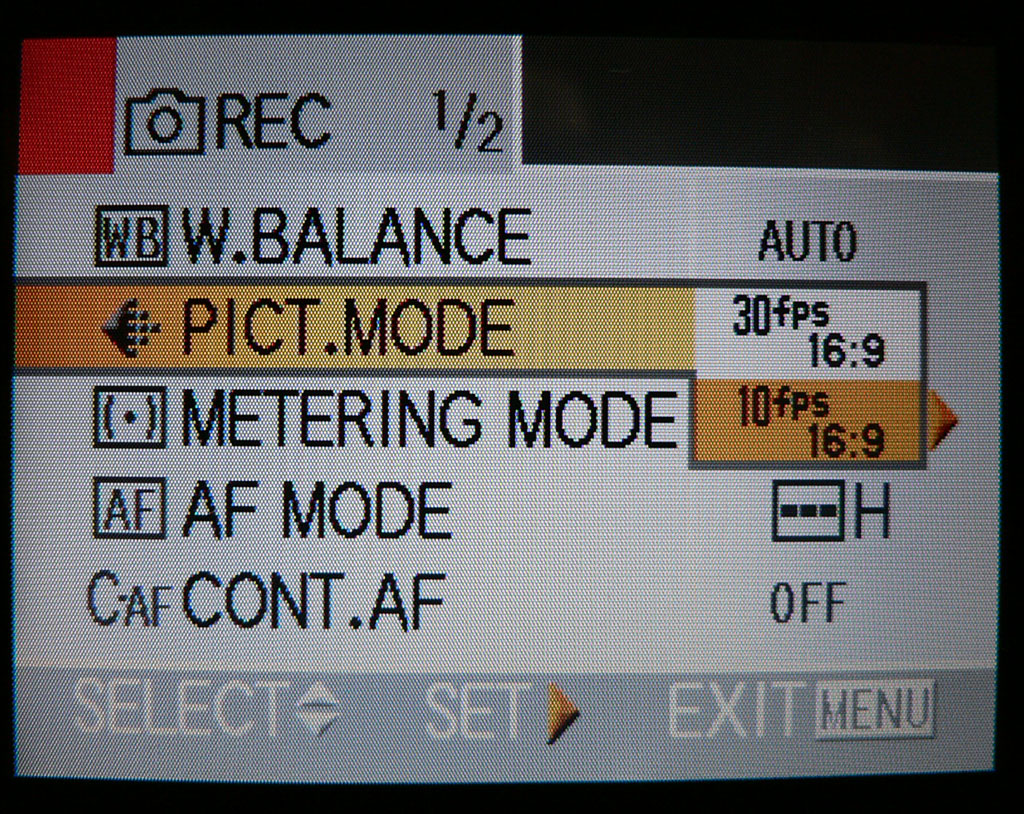 REC 1/2
WB W.BALANCE AUTO
PICT.MODE 30fps 16:9
10fps 16:9
METERING MODE
AF AF MODE H
C-AF CONT.AF OFF
SELECT SET EXIT MENU